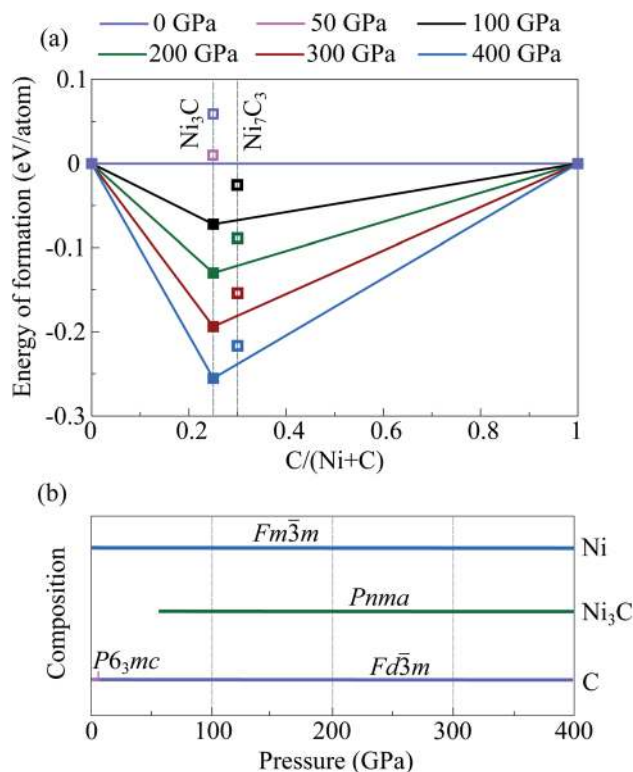 (a)
0 GPa 50 GPa 100 GPa
200 GPa 300 GPa 400 GPa
Energy of formation (eV/atom)
0.1
0
-0.1
-0.2
-0.3
Ni₃C
Ni₇C₃
0 0.2 0.4 0.6 0.8 1
C/(Ni+C)
(b)
Composition
Fm3̅m
Ni
Pnma
Ni₃C
P6₃mc
Fd3̅m
C
0 100 200 300 400
Pressure (GPa)